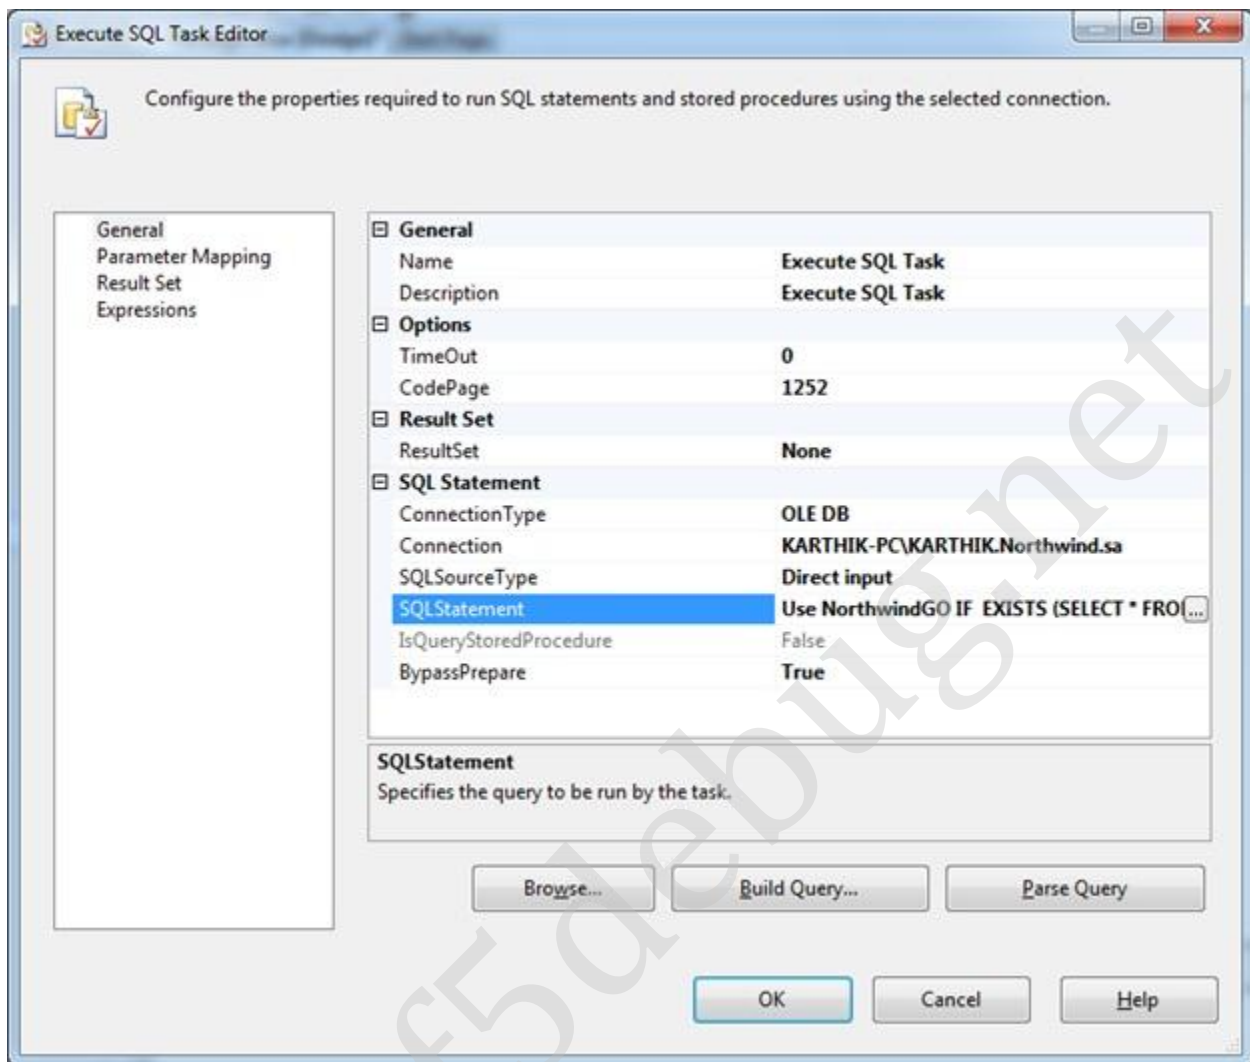 Execute SQL Task Editor
Configure the properties required to run SQL statements and stored procedures using the selected connection.
General
Parameter Mapping
Result Set
Expressions
General
Name Execute SQL Task
Description Execute SQL Task
Options
TimeOut 0
CodePage 1252
Result Set
ResultSet None
SQL Statement
ConnectionType OLE DB
Connection KARTHIK-PC\KARTHIK.Northwind.sa
SQLSourceType Direct input
SQLStatement Use NorthwindGO IF EXISTS (SELECT * FRO ...
IsQueryStoredProcedure False
BypassPrepare True
SQLStatement
Specifies the query to be run by the task.
Browse... Build Query... Parse Query
OK Cancel Help
f5debug.net